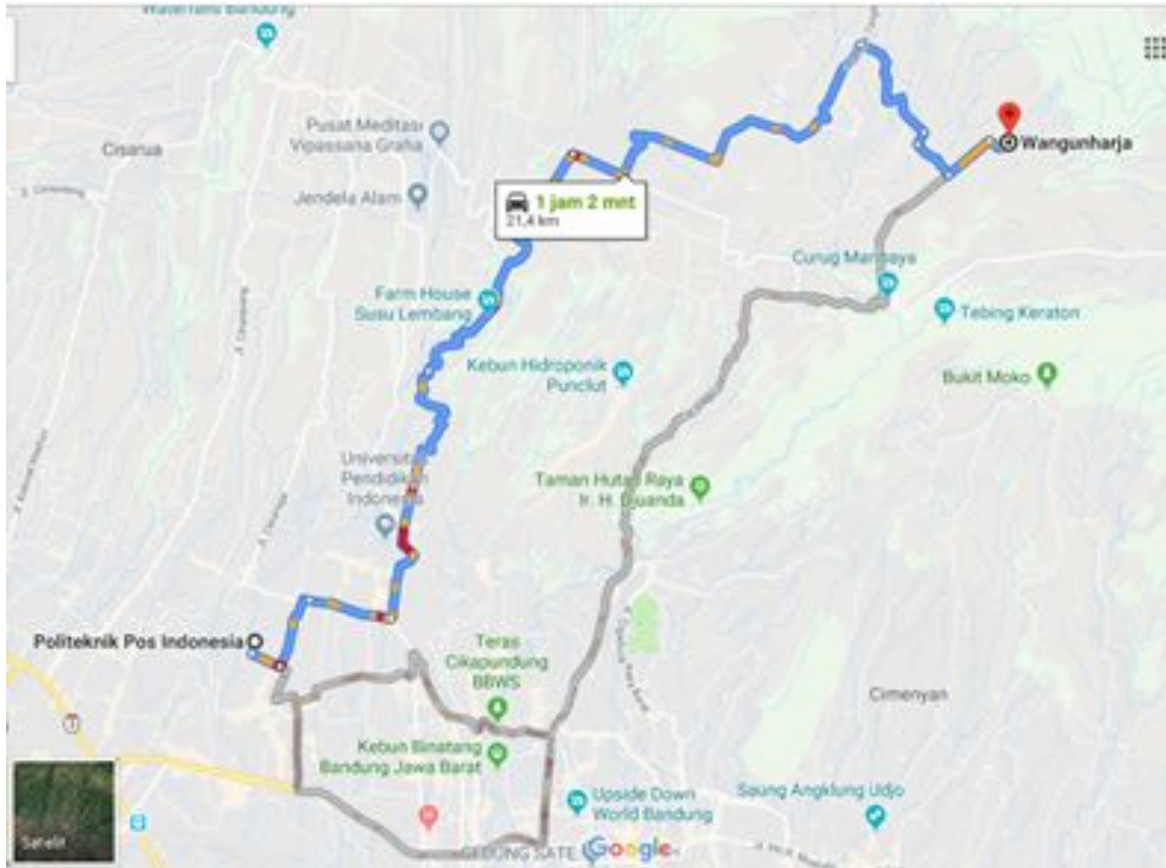 Bandung
Cisarua
Pusat Meditasi
Vipassana Graha
Jendela Alam
1 jam 2 mnt
21,4 km
Wangunharja
Farm House
Susu Lembang
Curug Maribaya
Tebing Keraton
Kebun Hidroponik
Punclut
Bukit Moko
Universitas
Pendidikan
Indonesia
Taman Hutan Raya
Ir. H. Djuanda
Politeknik Pos Indonesia
Teras
Cikapundung
BBWS
Cimenyan
Kebun Binatang
Bandung Jawa Barat
Upside Down
World Bandung
Saung Angklung Udjo
Satelit
GEDUNG SATE
Google